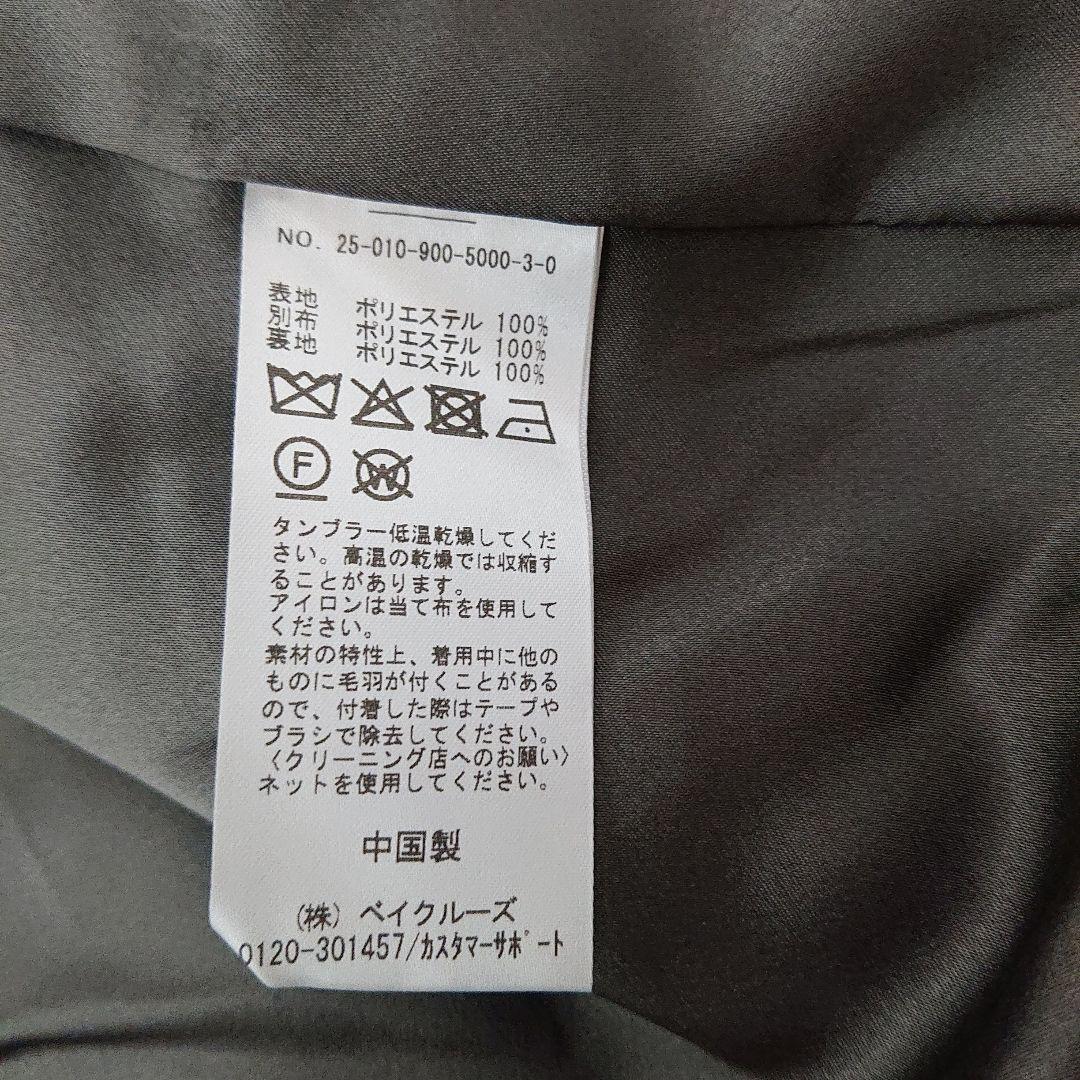 NO. 25-010-900-5000-3-0
表地 ポリエステル 100%
別布 ポリエステル 100%
裏地 ポリエステル 100%
F W
タンブラー低温乾燥してくだ
さい。高温の乾燥では収縮す
ることがあります。
アイロンは当て布を使用して
ください。
素材の特性上、着用中に他の
ものに毛羽が付くことがある
ので、付着した際はテープや
ブラシで除去してください。
〈クリーニング店へのお願い〉
ネットを使用してください。
中国製
(株) ベイクルーズ
0120-301457/カスタマーサポート